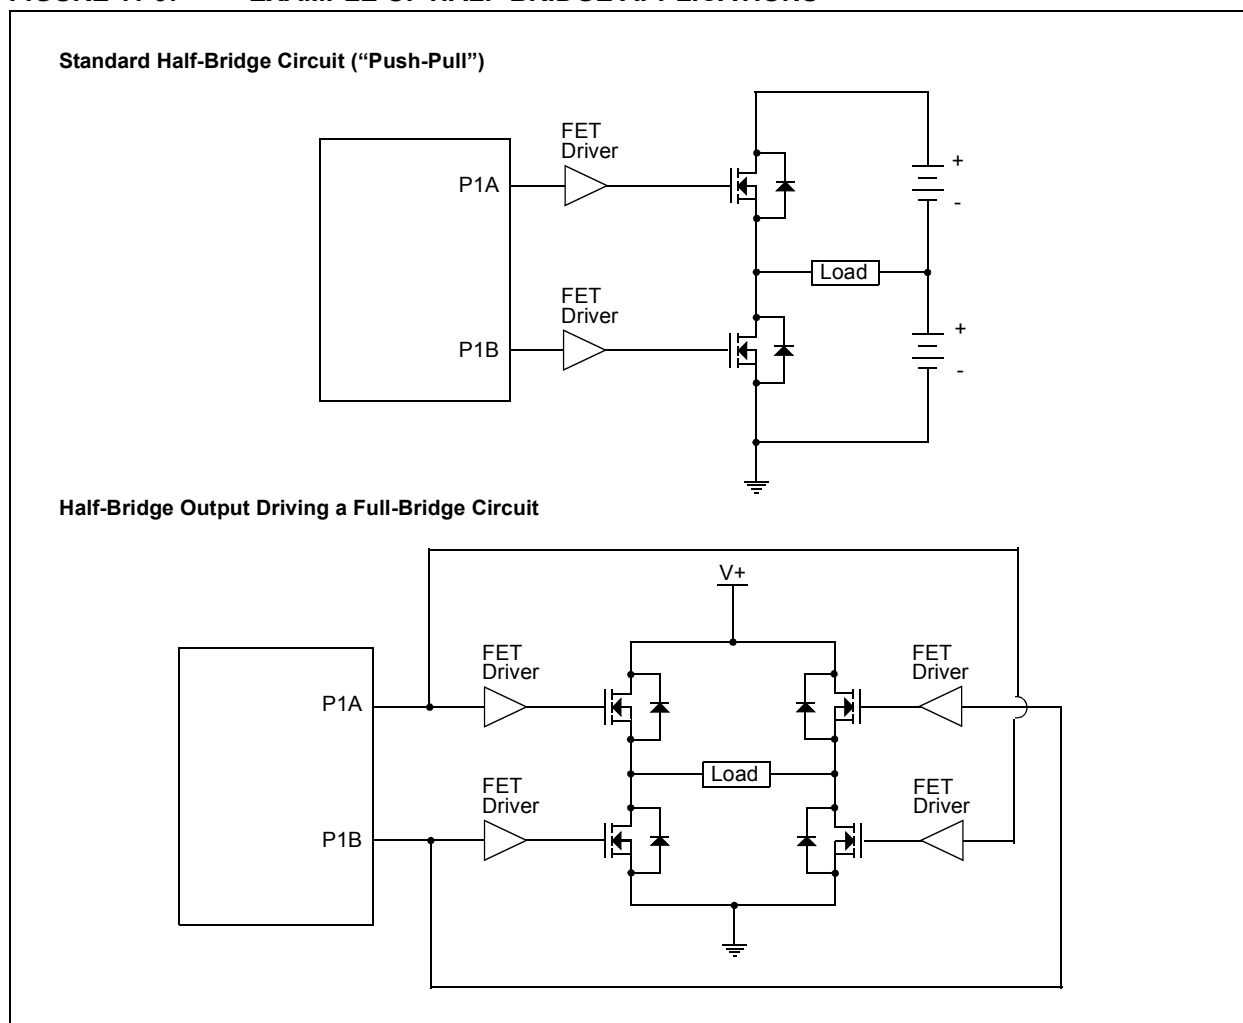 Standard Half-Bridge Circuit (“Push-Pull”)
FET
Driver
P1A
+
-
Load
FET
Driver
P1B
+
-
Half-Bridge Output Driving a Full-Bridge Circuit
V+
FET
Driver
FET
Driver
P1A
Load
FET
Driver
FET
Driver
P1B